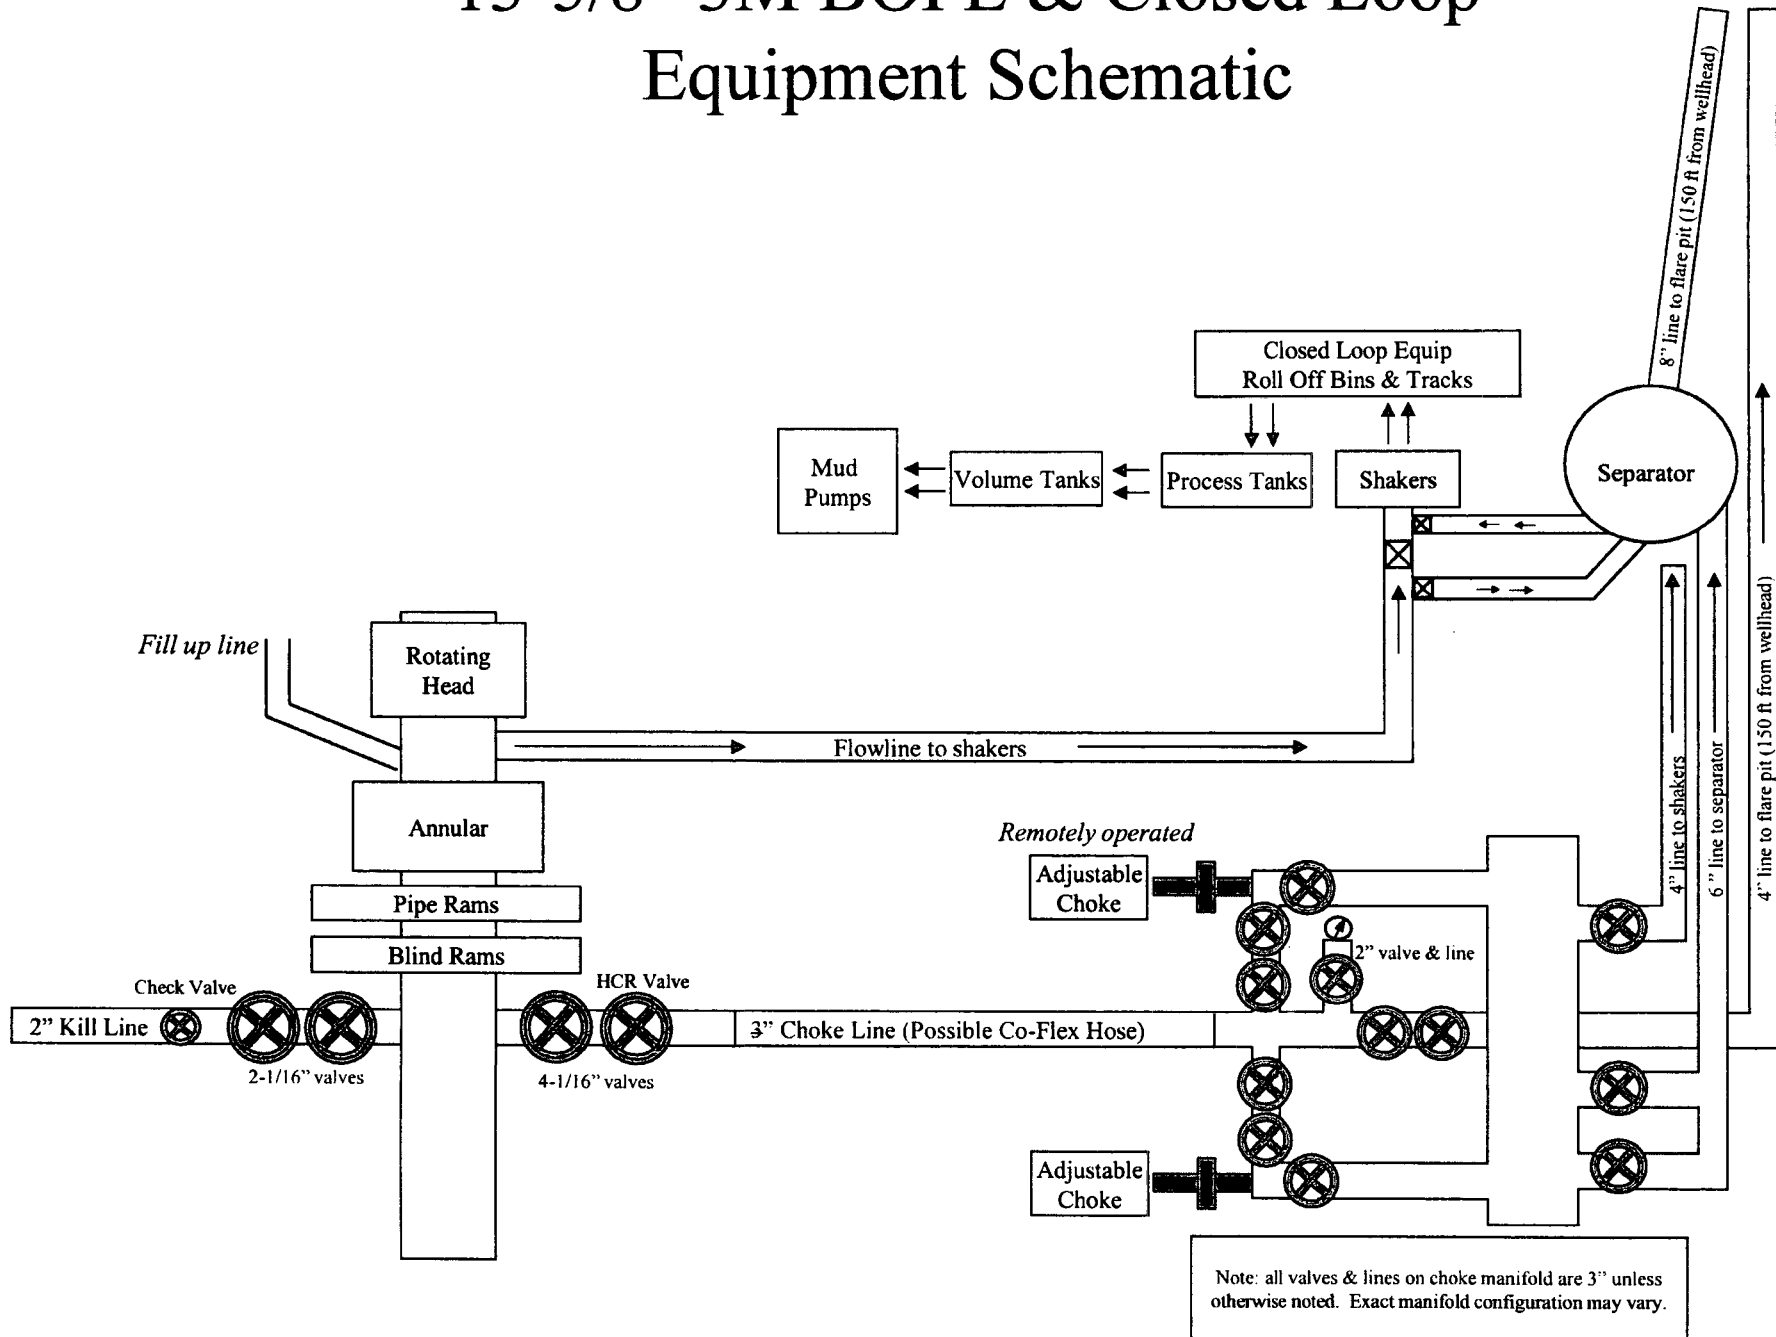 Equipment Schematic
8” line to flare pit (150 ft from wellhead)
Closed Loop Equip
Roll Off Bins & Tracks
Mud
Pumps
Volume Tanks
Process Tanks
Shakers
Separator
Fill up line
Rotating
Head
Flowline to shakers
Annular
Pipe Rams
Blind Rams
Remotely operated
Adjustable
Choke
4” line to shakers
6” line to separator
4” line to flare pit (150 ft from wellhead)
2” valve & line
Check Valve
HCR Valve
2” Kill Line
3” Choke Line (Possible Co-Flex Hose)
2-1/16” valves
4-1/16” valves
Adjustable
Choke
Note: all valves & lines on choke manifold are 3” unless
otherwise noted. Exact manifold configuration may vary.